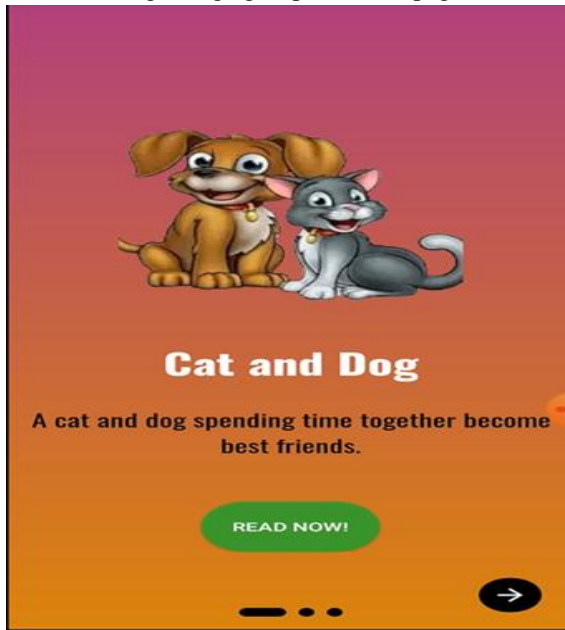 Cat and Dog
A cat and dog spending time together become
best friends.
READ NOW!